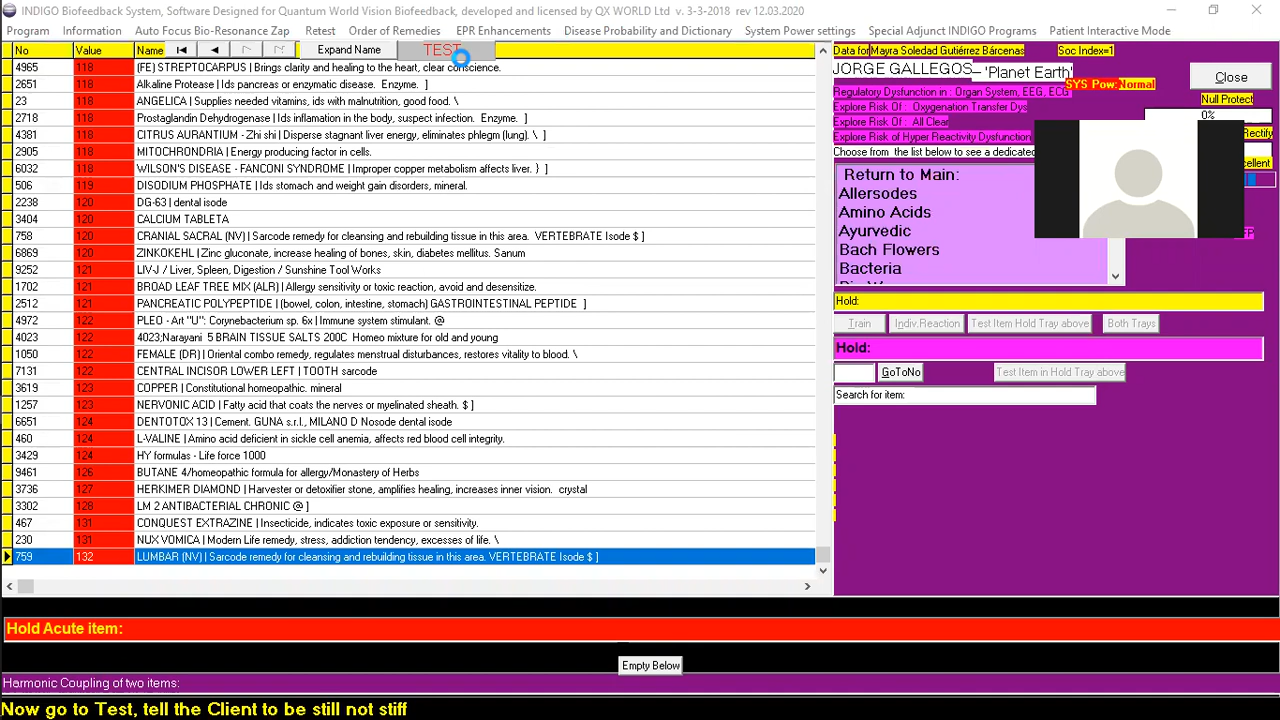 INDIGO Biofeedback System, Software Designed for Quantum World Vision Biofeedback, developed and licensed by QX WORLD Ltd v. 3-3-2018 rev 12.03.2020
Program Information Auto Focus Bio-Resonance Zap Retest Order of Remedies EPR Enhancements Disease Probability and Dictionary System Power settings Special Adjunct INDIGO Programs Patient Interactive Mode
No Value Name Expand Name TEST
4965 118 (FE) STREPTOCARPUS | Brings clarity and healing to the heart, clear conscience.
2651 118 Alkaline Protease | Ids pancreas or enzymatic disease. Enzyme. ]
23 118 ANGELICA | Supplies needed vitamins, ids with malnutrition, good food. \
2718 118 Prostaglandin Dehydrogenase | Ids inflamation in the body, suspect infection. Enzyme. ]
4381 118 CITRUS AURANTIUM - Zhi shi | Disperse stagnant liver energy, eliminates phlegm (lung). \ ]
2905 118 MITOCHRONDRIA | Energy producing factor in cells.
6032 118 WILSON'S DISEASE - FANCONI SYNDROME | Improper copper metabolism affects liver. } ]
506 119 DISODIUM PHOSPHATE | Ids stomach and weight gain disorders, mineral.
2238 120 DG-63 | dental isode
3404 120 CALCIUM TABLETA
758 120 CRANIAL SACRAL (NV) | Sarcode remedy for cleansing and rebuilding tissue in this area. VERTEBRATE Isode $ ]
6869 120 ZINKOKEHL | Zinc gluconate, increase healing of bones, skin, diabetes mellitus. Sanum
9252 121 LIV-J / Liver, Spleen, Digestion / Sunshine Tool Works
1702 121 BROAD LEAF TREE MIX (ALR) | Allergy sensitivity or toxic reaction, avoid and desensitize.
2512 121 PANCREATIC POLYPEPTIDE | (bowel, colon, intestine, stomach) GASTROINTESTINAL PEPTIDE ]
4972 122 PLEO - Art "U": Corynebacterium sp. 6x | Immune system stimulant. @
4023 122 4023;Narayani 5 BRAIN TISSUE SALTS 200C Homeo mixture for old and young
1050 122 FEMALE (DR) | Oriental combo remedy, regulates menstrual disturbances, restores vitality to blood. \
7131 122 CENTRAL INCISOR LOWER LEFT | TOOTH sarcode
3619 123 COPPER | Constitutional homeopathic. mineral
1257 123 NERVONIC ACID | Fatty acid that coats the nerves or myelinated sheath. $ ]
6651 124 DENTOTOX 13 | Cement. GUNA s.r.l., MILANO D Nosode dental isode
460 124 L-VALINE | Amino acid deficient in sickle cell anemia, affects red blood cell integrity.
3429 124 HY formulas - Life force 1000
9461 126 BUTANE 4/homeopathic formula for allergy/Monastery of Herbs
3736 127 HERKIMER DIAMOND | Harvester or detoxifier stone, amplifies healing, increases inner vision. crystal
3302 128 LM 2 ANTIBACTERIAL CHRONIC @ ]
467 131 CONQUEST EXTRAZINE | Insecticide, indicates toxic exposure or sensitivity.
230 131 NUX VOMICA | Modern Life remedy, stress, addiction tendency, excesses of life. \
759 132 LUMBAR (NV) | Sarcode remedy for cleansing and rebuilding tissue in this area. VERTEBRATE Isode $ ]
Data for Mayra Soledad Gutiérrez Bárcenas Soc Index=1
JORGE GALLEGOS – 'Planet Earth'
SYS Pow:Normal
Close
Regulatory Dysfunction in : Organ System, EEG, ECG
Null Protect
Explore Risk Of : Oxygenation Transfer Dys
0%
Explore Risk Of : All Clear
Explore Risk of Hyper Reactivity Dysfunction
Choose from the list below to see a dedicated
Return to Main:
Allersodes
Amino Acids
Ayurvedic
Bach Flowers
Bacteria
Hold:
Train Indiv.Reaction Test Item Hold Tray above Both Trays
Hold:
GoToNo Test Item in Hold Tray above
Search for item:
Hold Acute item:
Empty Below
Harmonic Coupling of two items:
Now go to Test, tell the Client to be still not stiff